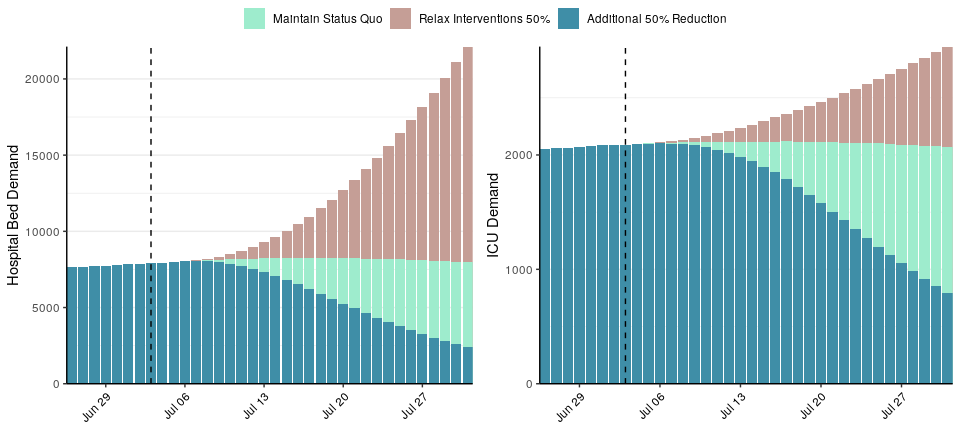 Maintain Status Quo Relax Interventions 50% Additional 50% Reduction
Hospital Bed Demand
20000
15000
10000
5000
0
Jun 29 Jul 06 Jul 13 Jul 20 Jul 27
ICU Demand
2000
1000
0
Jun 29 Jul 06 Jul 13 Jul 20 Jul 27